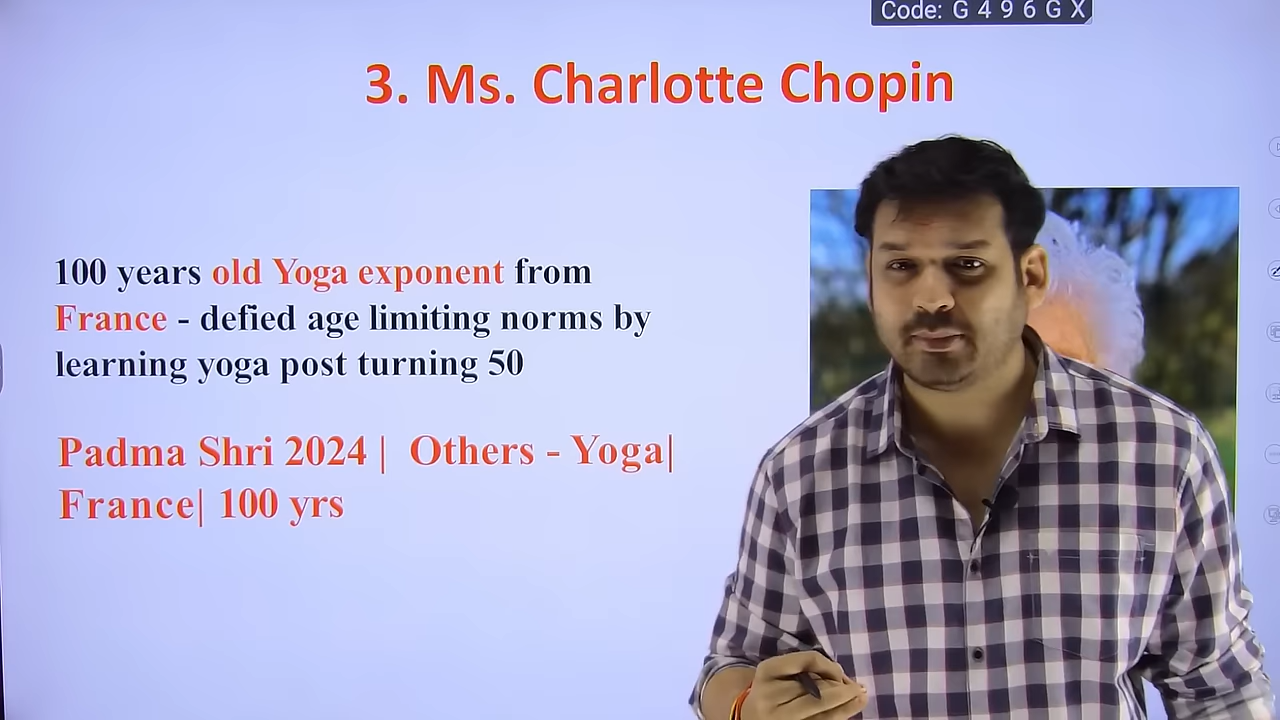 Code: G 4 9 6 G X
3. Ms. Charlotte Chopin
100 years old Yoga exponent from
France - defied age limiting norms by
learning yoga post turning 50
Padma Shri 2024 | Others - Yoga|
France| 100 yrs